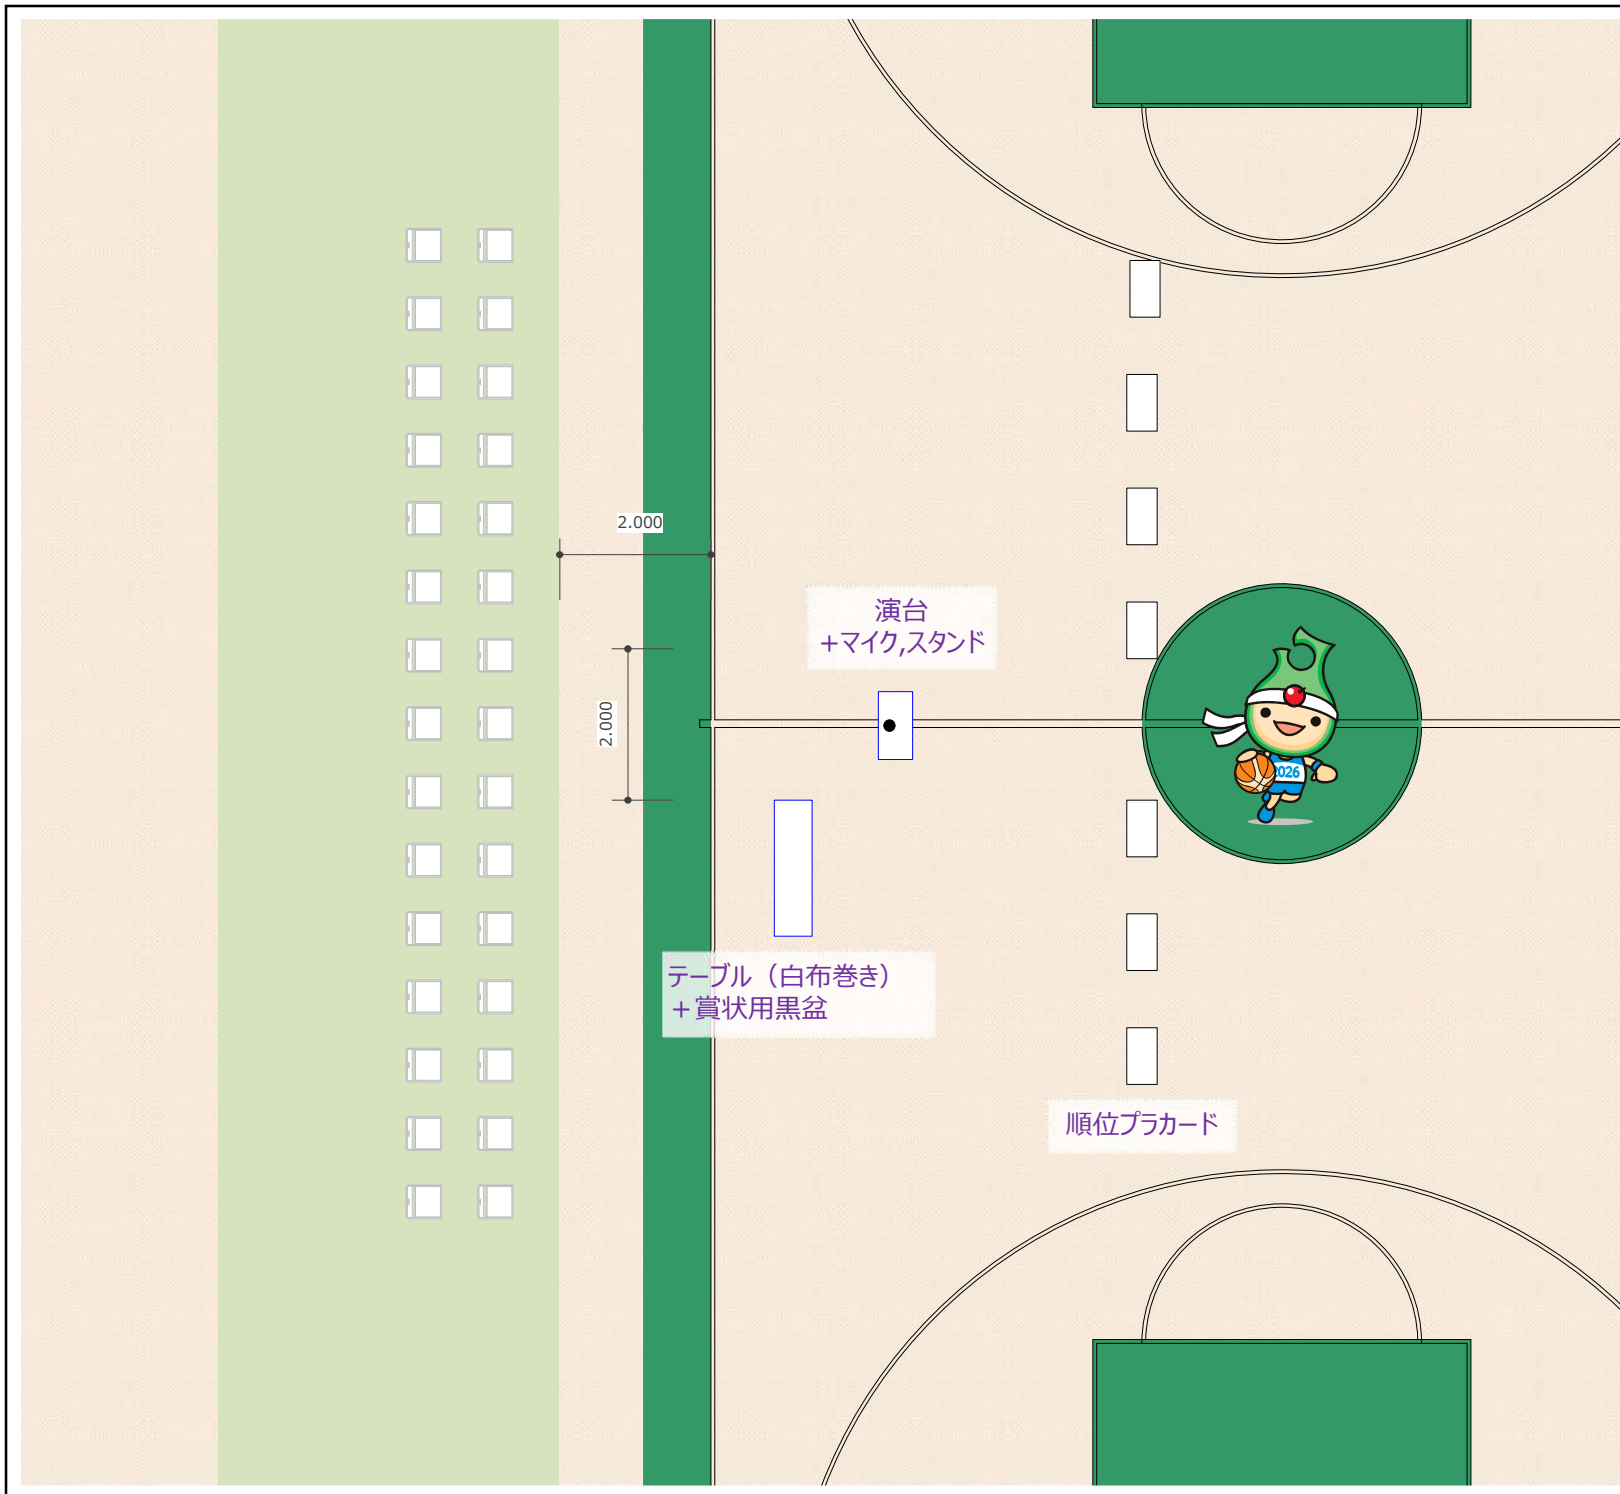 2.000
演台
＋マイク,スタンド
2.000
2026
テーブル（白布巻き）
＋賞状用黒盆
順位プラカード